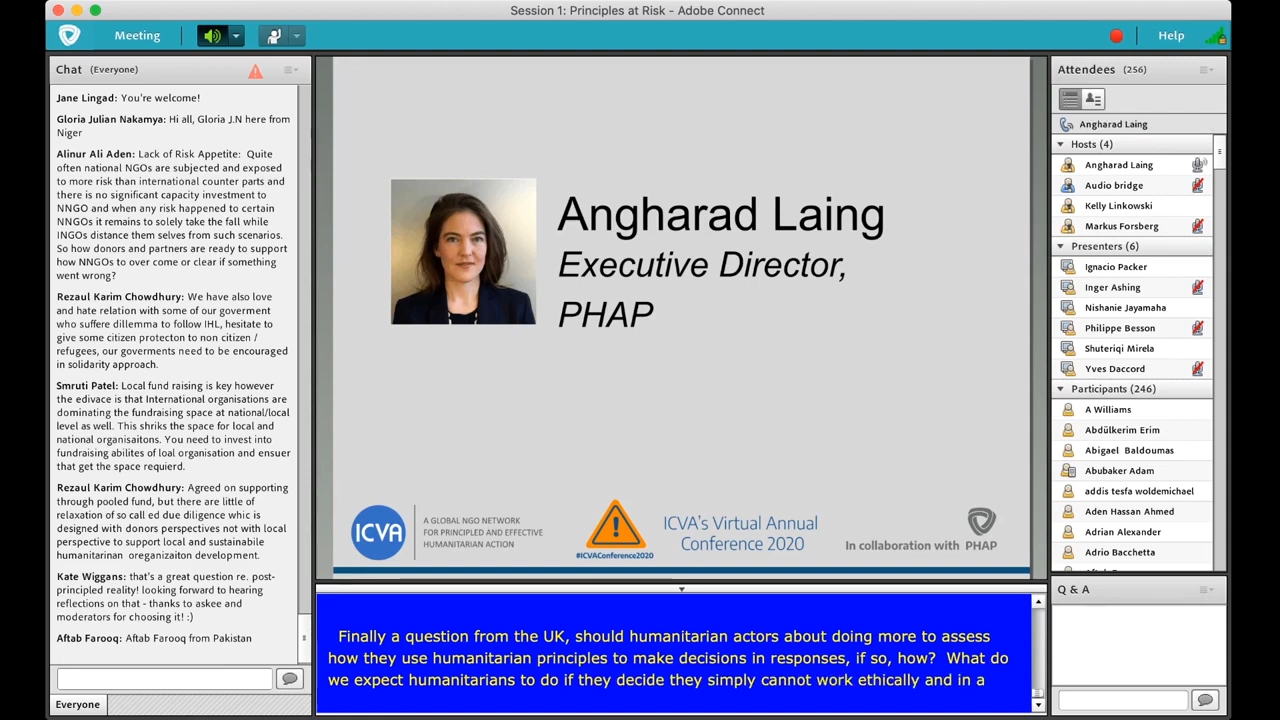 Session 1: Principles at Risk - Adobe Connect
Meeting
Help
Chat (Everyone)
Jane Lingad: You're welcome!
Gloria Julian Nakamya: Hi all, Gloria J.N here from
Niger
Alinur Ali Aden: Lack of Risk Appetite: Quite
often national NGOs are subjected and exposed
to more risk than international counter parts and
there is no significant capacity investment to
NNGO and when any risk happened to certain
NNGOs it remains to solely take the fall while
INGOs distance them selves from such scenarios.
So how donors and partners are ready to support
how NNGOs to over come or clear if something
went wrong?
Rezaul Karim Chowdhury: We have also love
and hate relation with some of our goverment
who suffere dillemma to follow IHL, hesitate to
give some citizen protecton to non citizen /
refugees, our goverments need to be encouraged
in solidarity approach.
Smruti Patel: Local fund raising is key however
the edivace is that International organisations are
dominating the fundraising space at national/local
level as well. This shriks the space for local and
national organisaitons. You need to invest into
fundraising abilites of loal organisation and ensuer
that get the space requierd.
Rezaul Karim Chowdhury: Agreed on supporting
through pooled fund, but there are little of
relaxation of so call ed due diligence whic is
designed with donors perspectives not with local
perspective to support local and sustainabile
humanitarinan oreganizaiton development.
Kate Wiggans: that's a great question re. post-
principled reality! looking forward to hearing
reflections on that - thanks to askee and
moderators for choosing it! :)
Aftab Farooq: Aftab Farooq from Pakistan
Everyone
Angharad Laing
Executive Director,
PHAP
ICVA
A GLOBAL NGO NETWORK
FOR PRINCIPLED AND EFFECTIVE
HUMANITARIAN ACTION
#ICVAConference2020
ICVA's Virtual Annual
Conference 2020
In collaboration with PHAP
Finally a question from the UK, should humanitarian actors about doing more to assess
how they use humanitarian principles to make decisions in responses, if so, how? What do
we expect humanitarians to do if they decide they simply cannot work ethically and in a
Attendees (256)
Angharad Laing
Hosts (4)
Angharad Laing
Audio bridge
Kelly Linkowski
Markus Forsberg
Presenters (6)
Ignacio Packer
Inger Ashing
Nishanie Jayamaha
Philippe Besson
Shuteriqi Mirela
Yves Daccord
Participants (246)
A Williams
Abdülkerim Erim
Abigael Baldoumas
Abubaker Adam
addis tesfa woldemichael
Aden Hassan Ahmed
Adrian Alexander
Adrio Bacchetta
Q & A